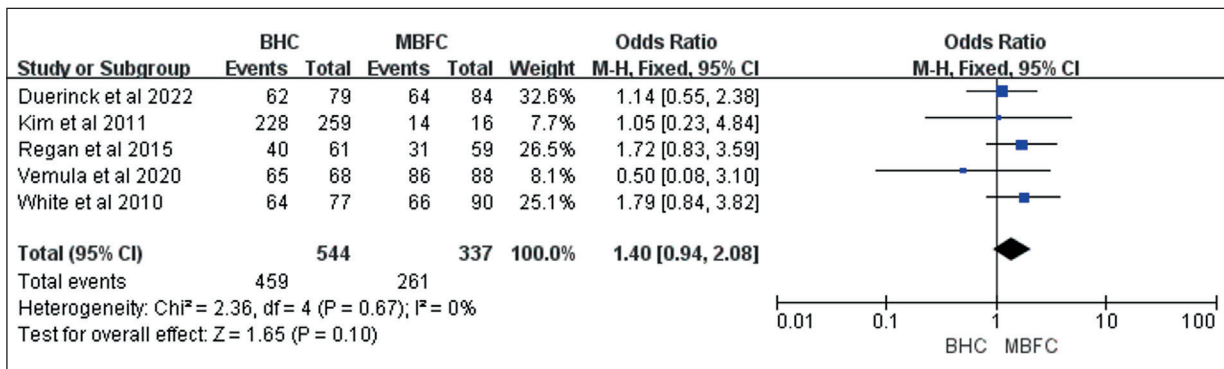 BHC MBFC Odds Ratio Odds Ratio
Study or Subgroup Events Total Events Total Weight M-H, Fixed, 95% CI M-H, Fixed, 95% CI
Duerinck et al 2022 62 79 64 84 32.6% 1.14 [0.55, 2.38]
Kim et al 2011 228 259 14 16 7.7% 1.05 [0.23, 4.84]
Regan et al 2015 40 61 31 59 26.5% 1.72 [0.83, 3.59]
Vemula et al 2020 65 68 86 88 8.1% 0.50 [0.08, 3.10]
White et al 2010 64 77 66 90 25.1% 1.79 [0.84, 3.82]
Total (95% CI) 544 337 100.0% 1.40 [0.94, 2.08]
Total events 459 261
Heterogeneity: Chi² = 2.36, df = 4 (P = 0.67); I² = 0%
Test for overall effect: Z = 1.65 (P = 0.10)
0.01 0.1 1 10 100
BHC MBFC